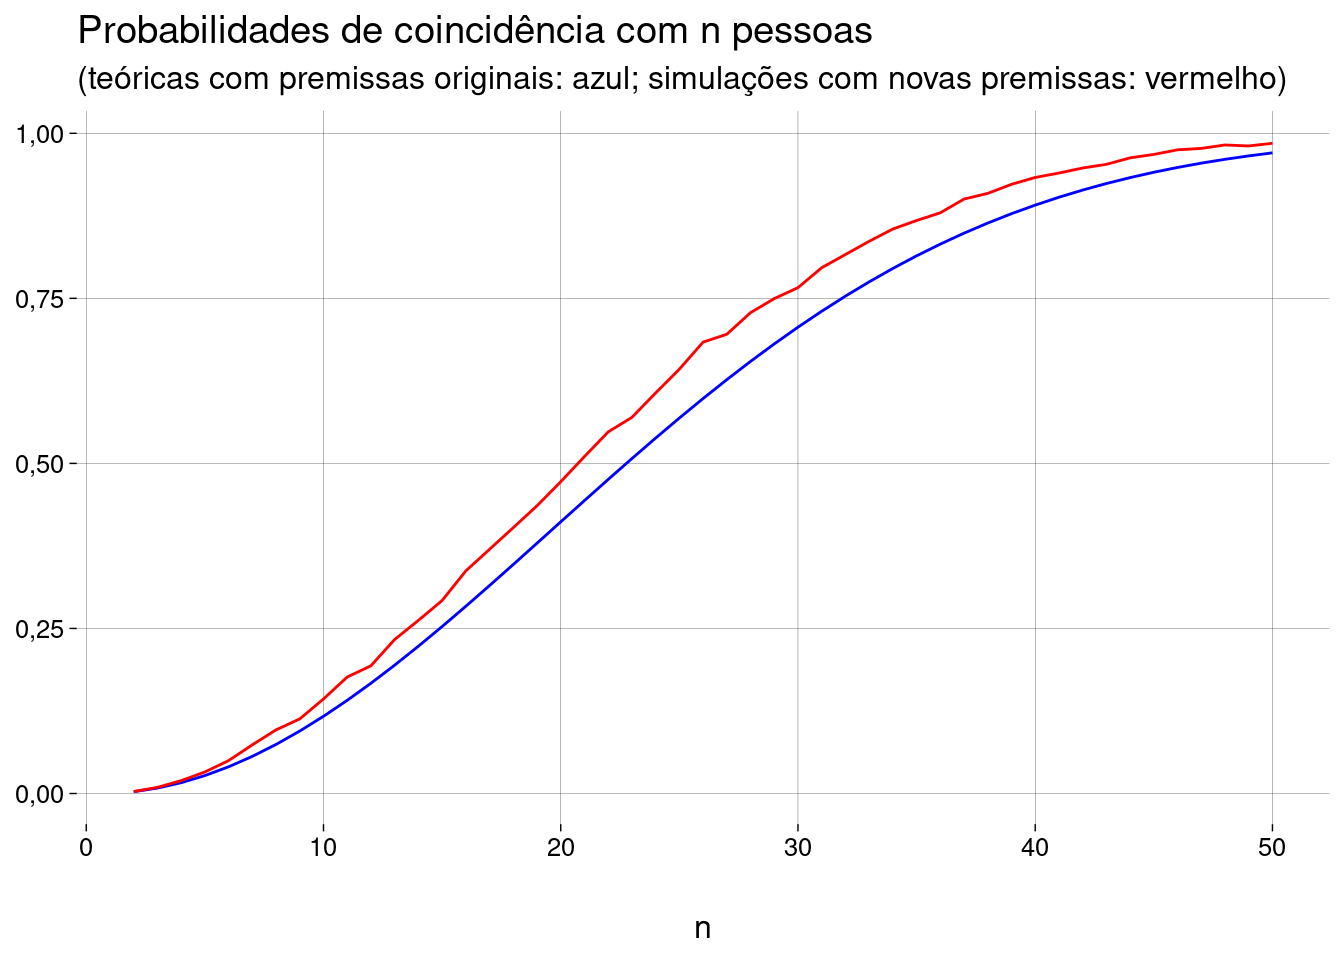 Probabilidades de coincidência com n pessoas
(teóricas com premissas originais: azul; simulações com novas premissas: vermelho)
1,00
0,75
0,50
0,25
0,00
0 10 20 30 40 50
n